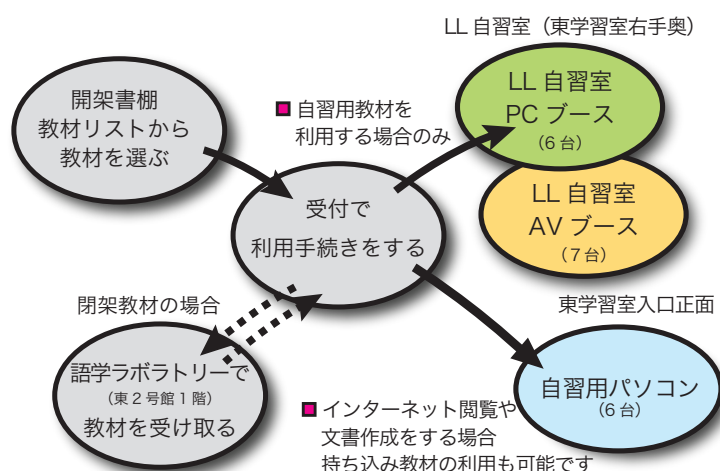 LL 自習室（東学習室右手奥）
開架書棚
教材リストから
教材を選ぶ
■ 自習用教材を
利用する場合のみ
LL 自習室
PC ブース
（6 台）
LL 自習室
AV ブース
（7 台）
受付で
利用手続きをする
閉架教材の場合
東学習室入口正面
語学ラボラトリーで
（東 2 号館 1 階）
教材を受け取る
自習用パソコン
（6 台）
■ インターネット閲覧や
文書作成をする場合
持ち込み教材の利用も可能です